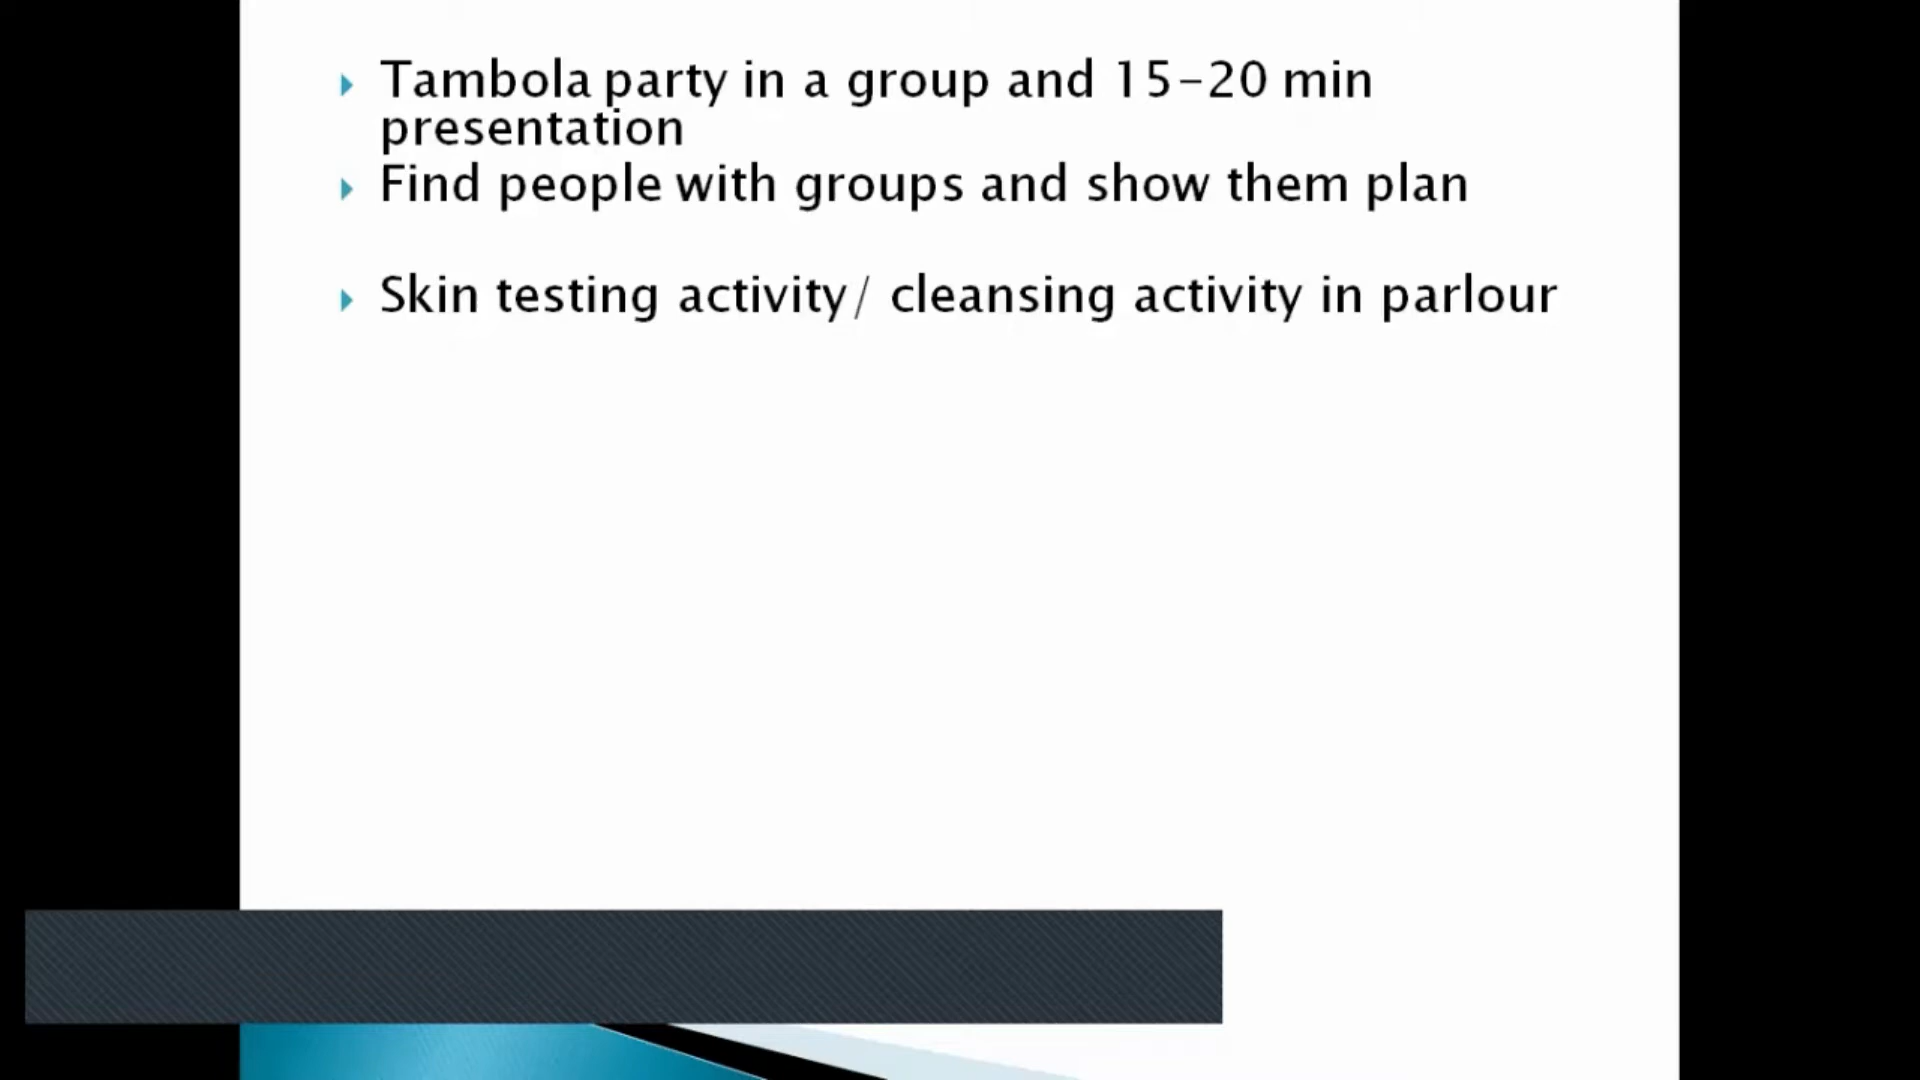 Tambola party in a group and 15-20 min
presentation
Find people with groups and show them plan
Skin testing activity/ cleansing activity in parlour